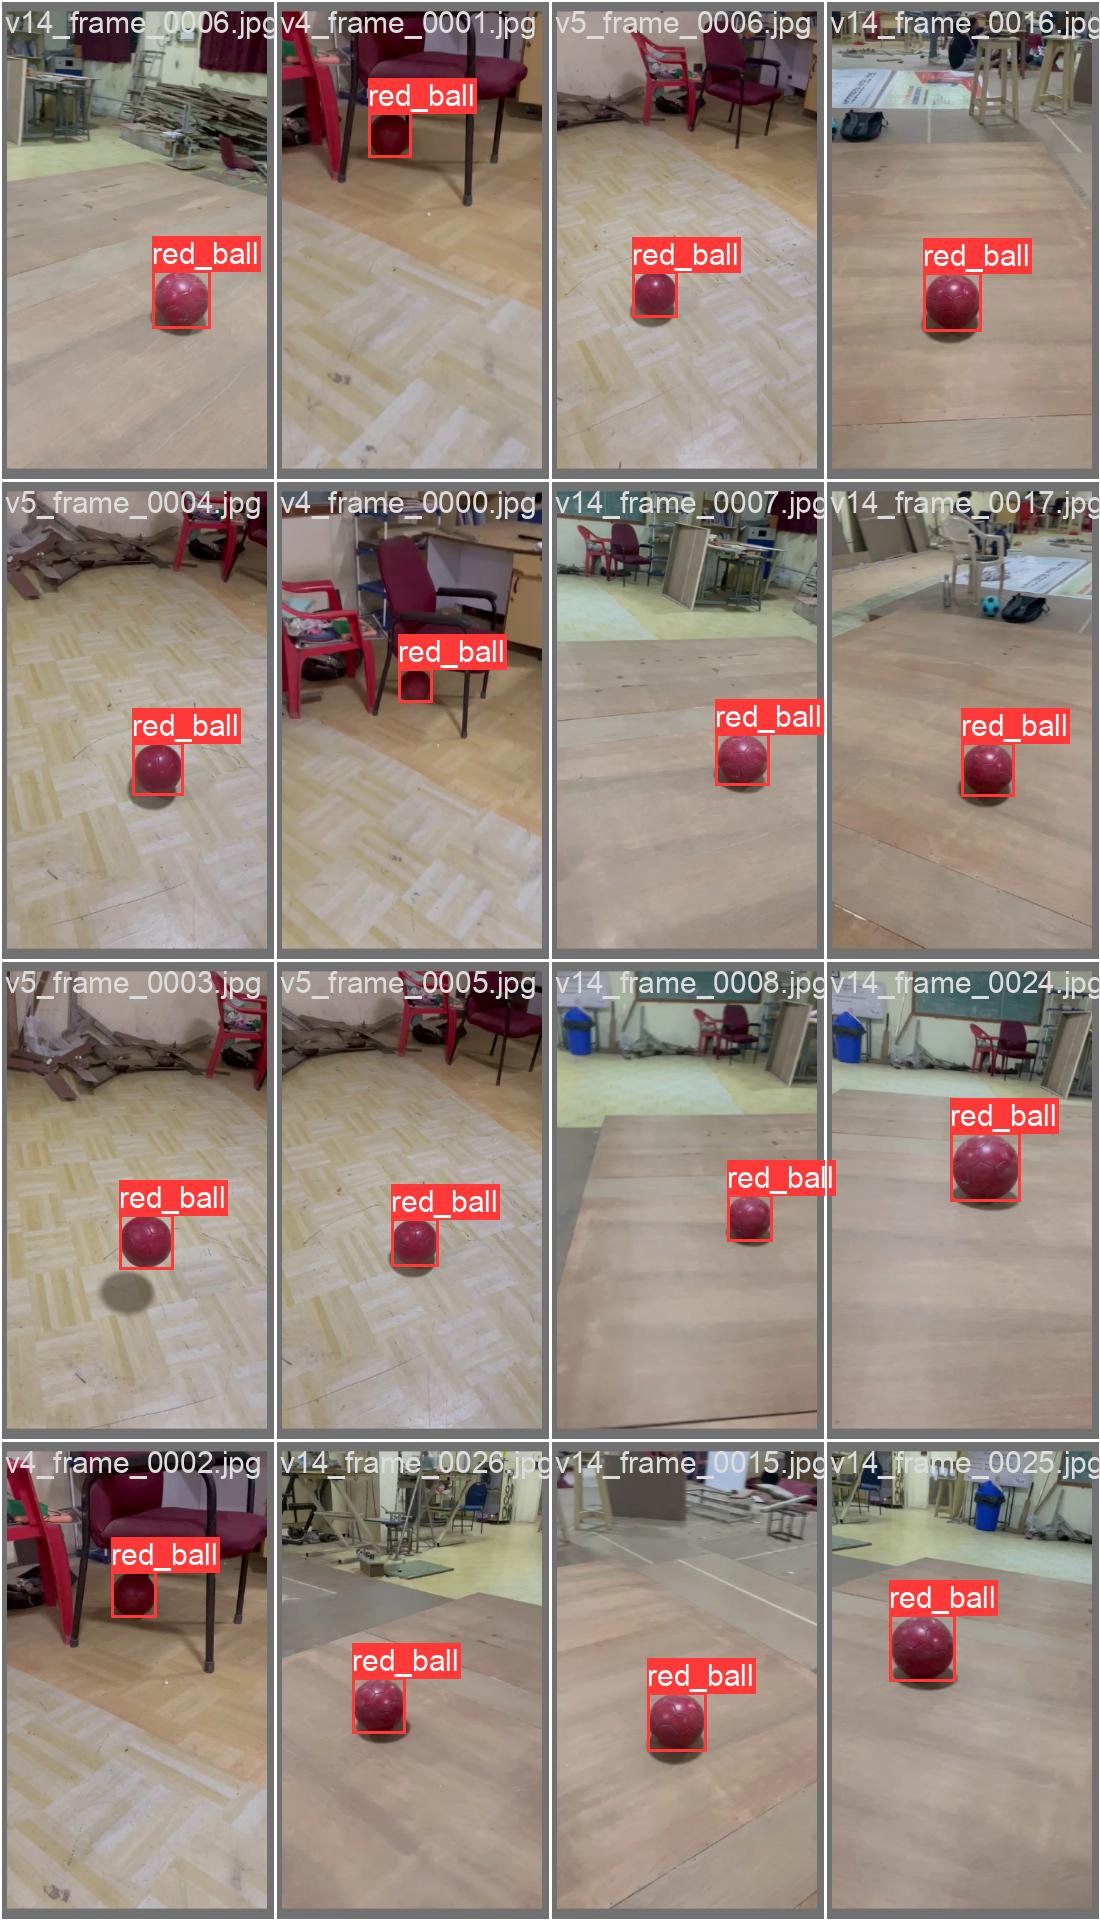 v14_frame_0006.jpg
red_ball
v4_frame_0001.jpg
red_ball
v5_frame_0006.jpg
red_ball
v14_frame_0016.jpg
red_ball
v5_frame_0004.jpg
red_ball
v4_frame_0000.jpg
red_ball
v14_frame_0007.jpg
red_ball
v14_frame_0017.jpg
red_ball
v5_frame_0003.jpg
red_ball
v5_frame_0005.jpg
red_ball
v14_frame_0008.jpg
red_ball
v14_frame_0024.jpg
red_ball
v4_frame_0002.jpg
red_ball
v14_frame_0026.jpg
red_ball
v14_frame_0015.jpg
red_ball
v14_frame_0025.jpg
red_ball